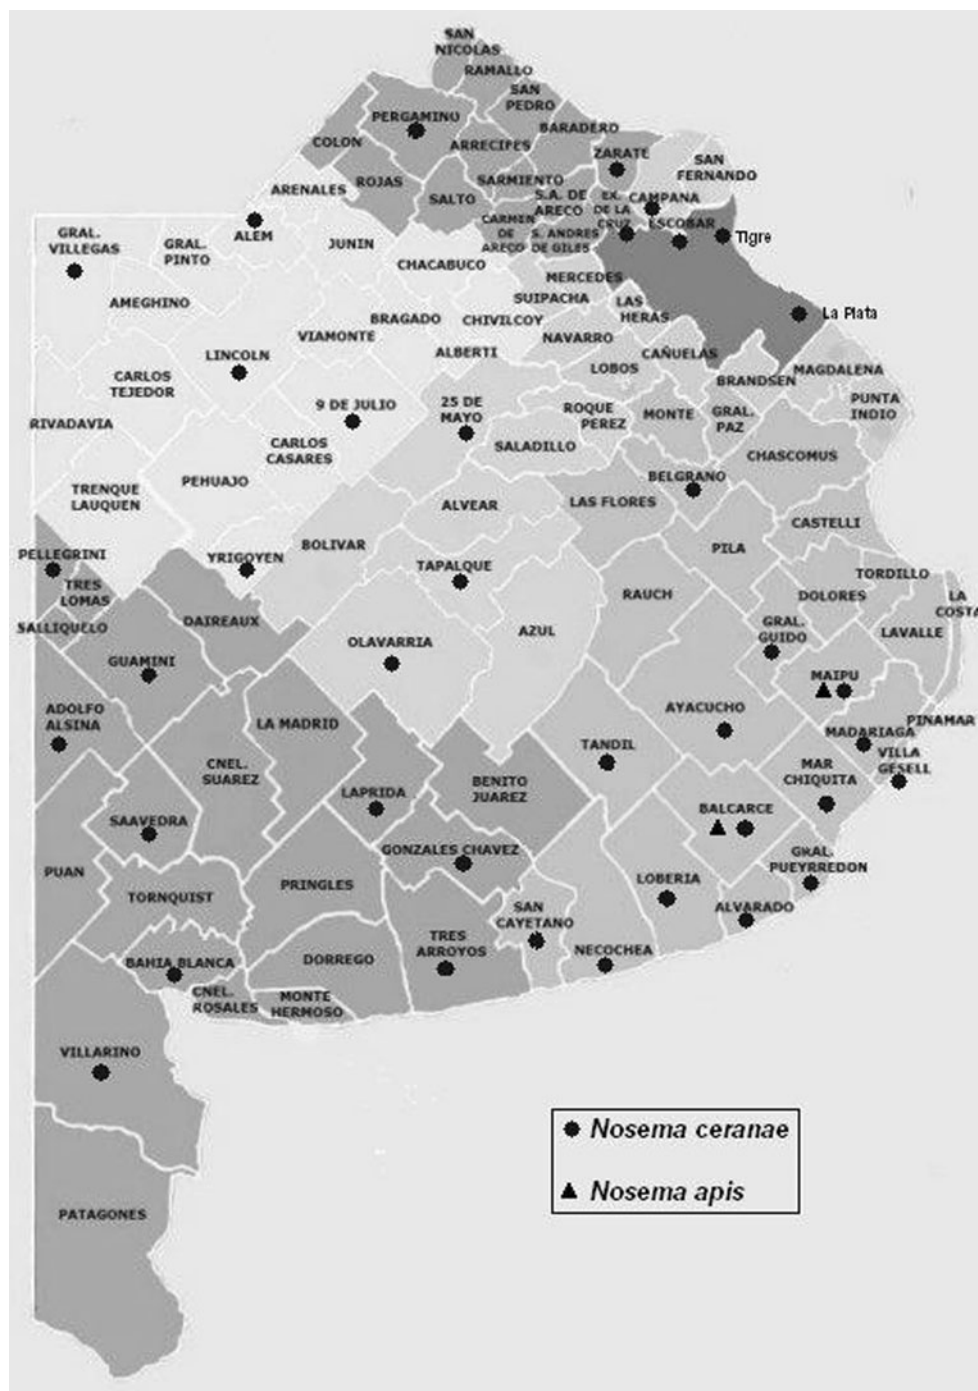 SAN
NICOLAS
RAMALLO
SAN
PEDRO
PERGAMINO
BARADERO
COLON
ARRECIFES
ZARATE
SAN
FERNANDO
ARENALES
ROJAS
SARMIENTO
SALTO
S.A. DE
ARECO
EX.
DE LA
CRUZ
CAMPANA
ESCOBAR
Tigre
CARMEN
DE
ARECO
S. ANDRES
DE GILES
GRAL.
VILLEGAS
GRAL.
PINTO
ALEM
JUNIN
CHACABUCO
MERCEDES
SUIPACHA
LAS
HERAS
La Plata
AMEGHINO
BRAGADO
CHIVILCOY
VIAMONTE
NAVARRO
LINCOLN
ALBERTI
CAÑUELAS
LOBOS
MAGDALENA
BRANDSEN
CARLOS
TEJEDOR
PUNTA
INDIO
9 DE JULIO
25 DE
MAYO
ROQUE
PEREZ
MONTE
GRAL.
PAZ
RIVADAVIA
CARLOS
CASARES
SALADILLO
CHASCOMUS
PEHUAJO
BELGRANO
TRENQUE
LAUQUEN
ALVEAR
LAS FLORES
CASTELLI
BOLIVAR
PILA
PELLEGRINI
YRIGOYEN
TAPALQUE
TORDILLO
TRES
LOMAS
RAUCH
DOLORES
LA
COSTA
SALLIQUELO
DAIREAUX
AZUL
GRAL.
GUIDO
LAVALLE
OLAVARRIA
GUAMINI
MAIPU
ADOLFO
ALSINA
LA MADRID
AYACUCHO
PINAMAR
MADARIAGA
TANDIL
VILLA
GESELL
CNEL.
SUAREZ
MAR
CHIQUITA
BENITO
JUAREZ
LAPRIDA
BALCARCE
SAAVEDRA
GONZALES CHAVEZ
GRAL.
PUEYRREDON
PUAN
PRINGLES
LOBERIA
TORNQUIST
SAN
CAYETANO
ALVARADO
TRES
ARROYOS
NECOCHEA
BAHIA BLANCA
DORREGO
CNEL.
ROSALES
MONTE
HERMOSO
VILLARINO
Nosema ceranae
Nosema apis
PATAGONES